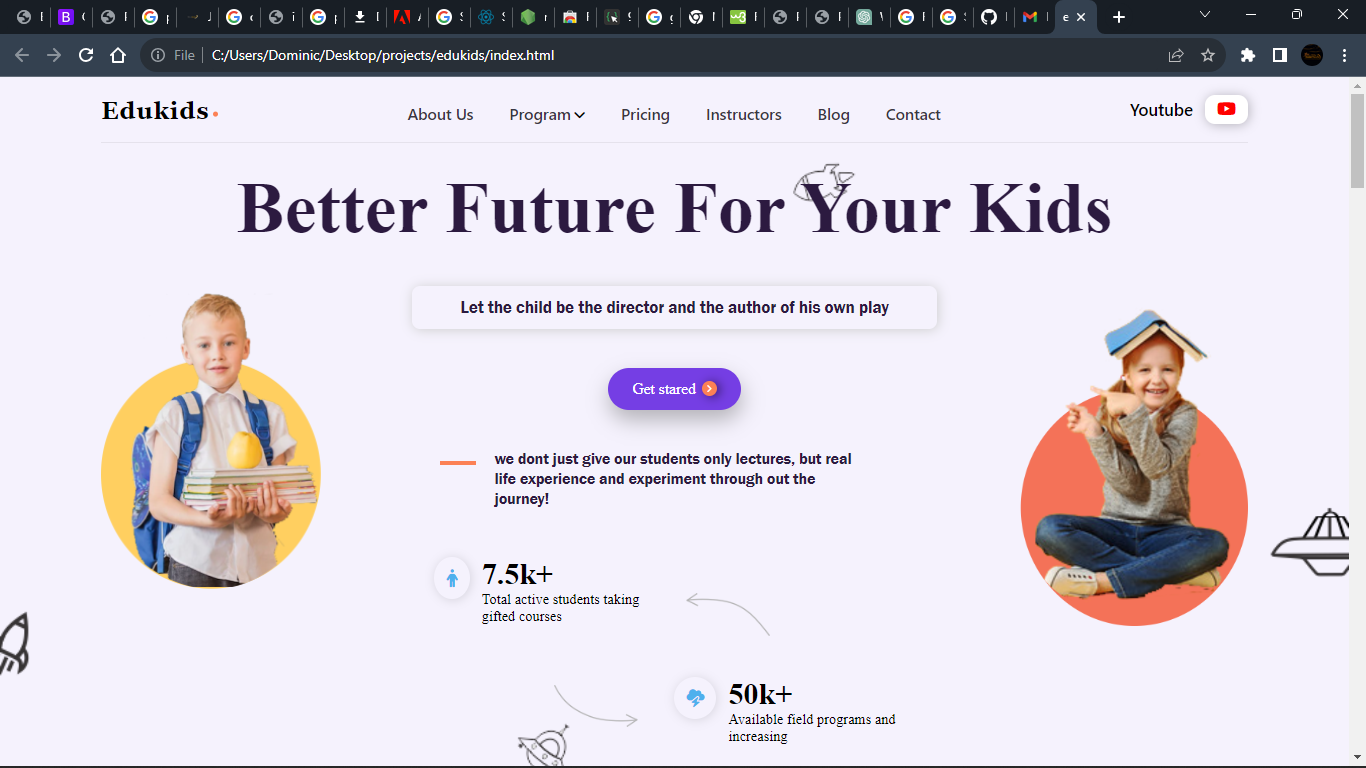 e
File
C:/Users/Dominic/Desktop/projects/edukids/index.html
Edukids
About Us
Program
Pricing
Instructors
Blog
Contact
Youtube
Better Future For Your Kids
Let the child be the director and the author of his own play
Get stared
we dont just give our students only lectures, but real
life experience and experiment through out the
journey!
7.5k+
Total active students taking
gifted courses
50k+
Available field programs and
increasing